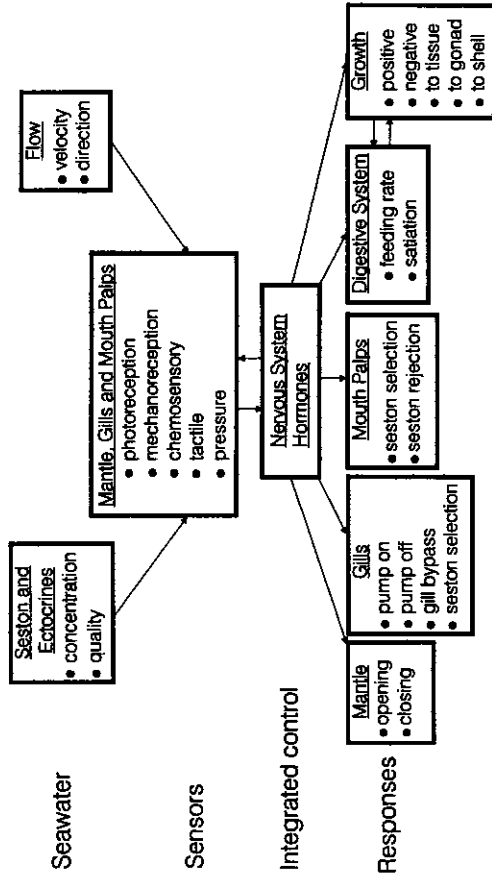 Seawater
Seston and
Ectocrines
• concentration
• quality
Flow
• velocity
• direction
Sensors
Mantle, Gills and Mouth Palps
• photoreception
• mechanoreception
• chemosensory
• tactile
• pressure
Integrated control
Nervous System
Hormones
Responses
Mantle
• opening
• closing
Gills
• pump on
• pump off
• gill bypass
• seston selection
Mouth Palps
• seston selection
• seston rejection
Digestive System
• feeding rate
• satiation
Growth
• positive
• negative
• to tissue
• to gonad
• to shell